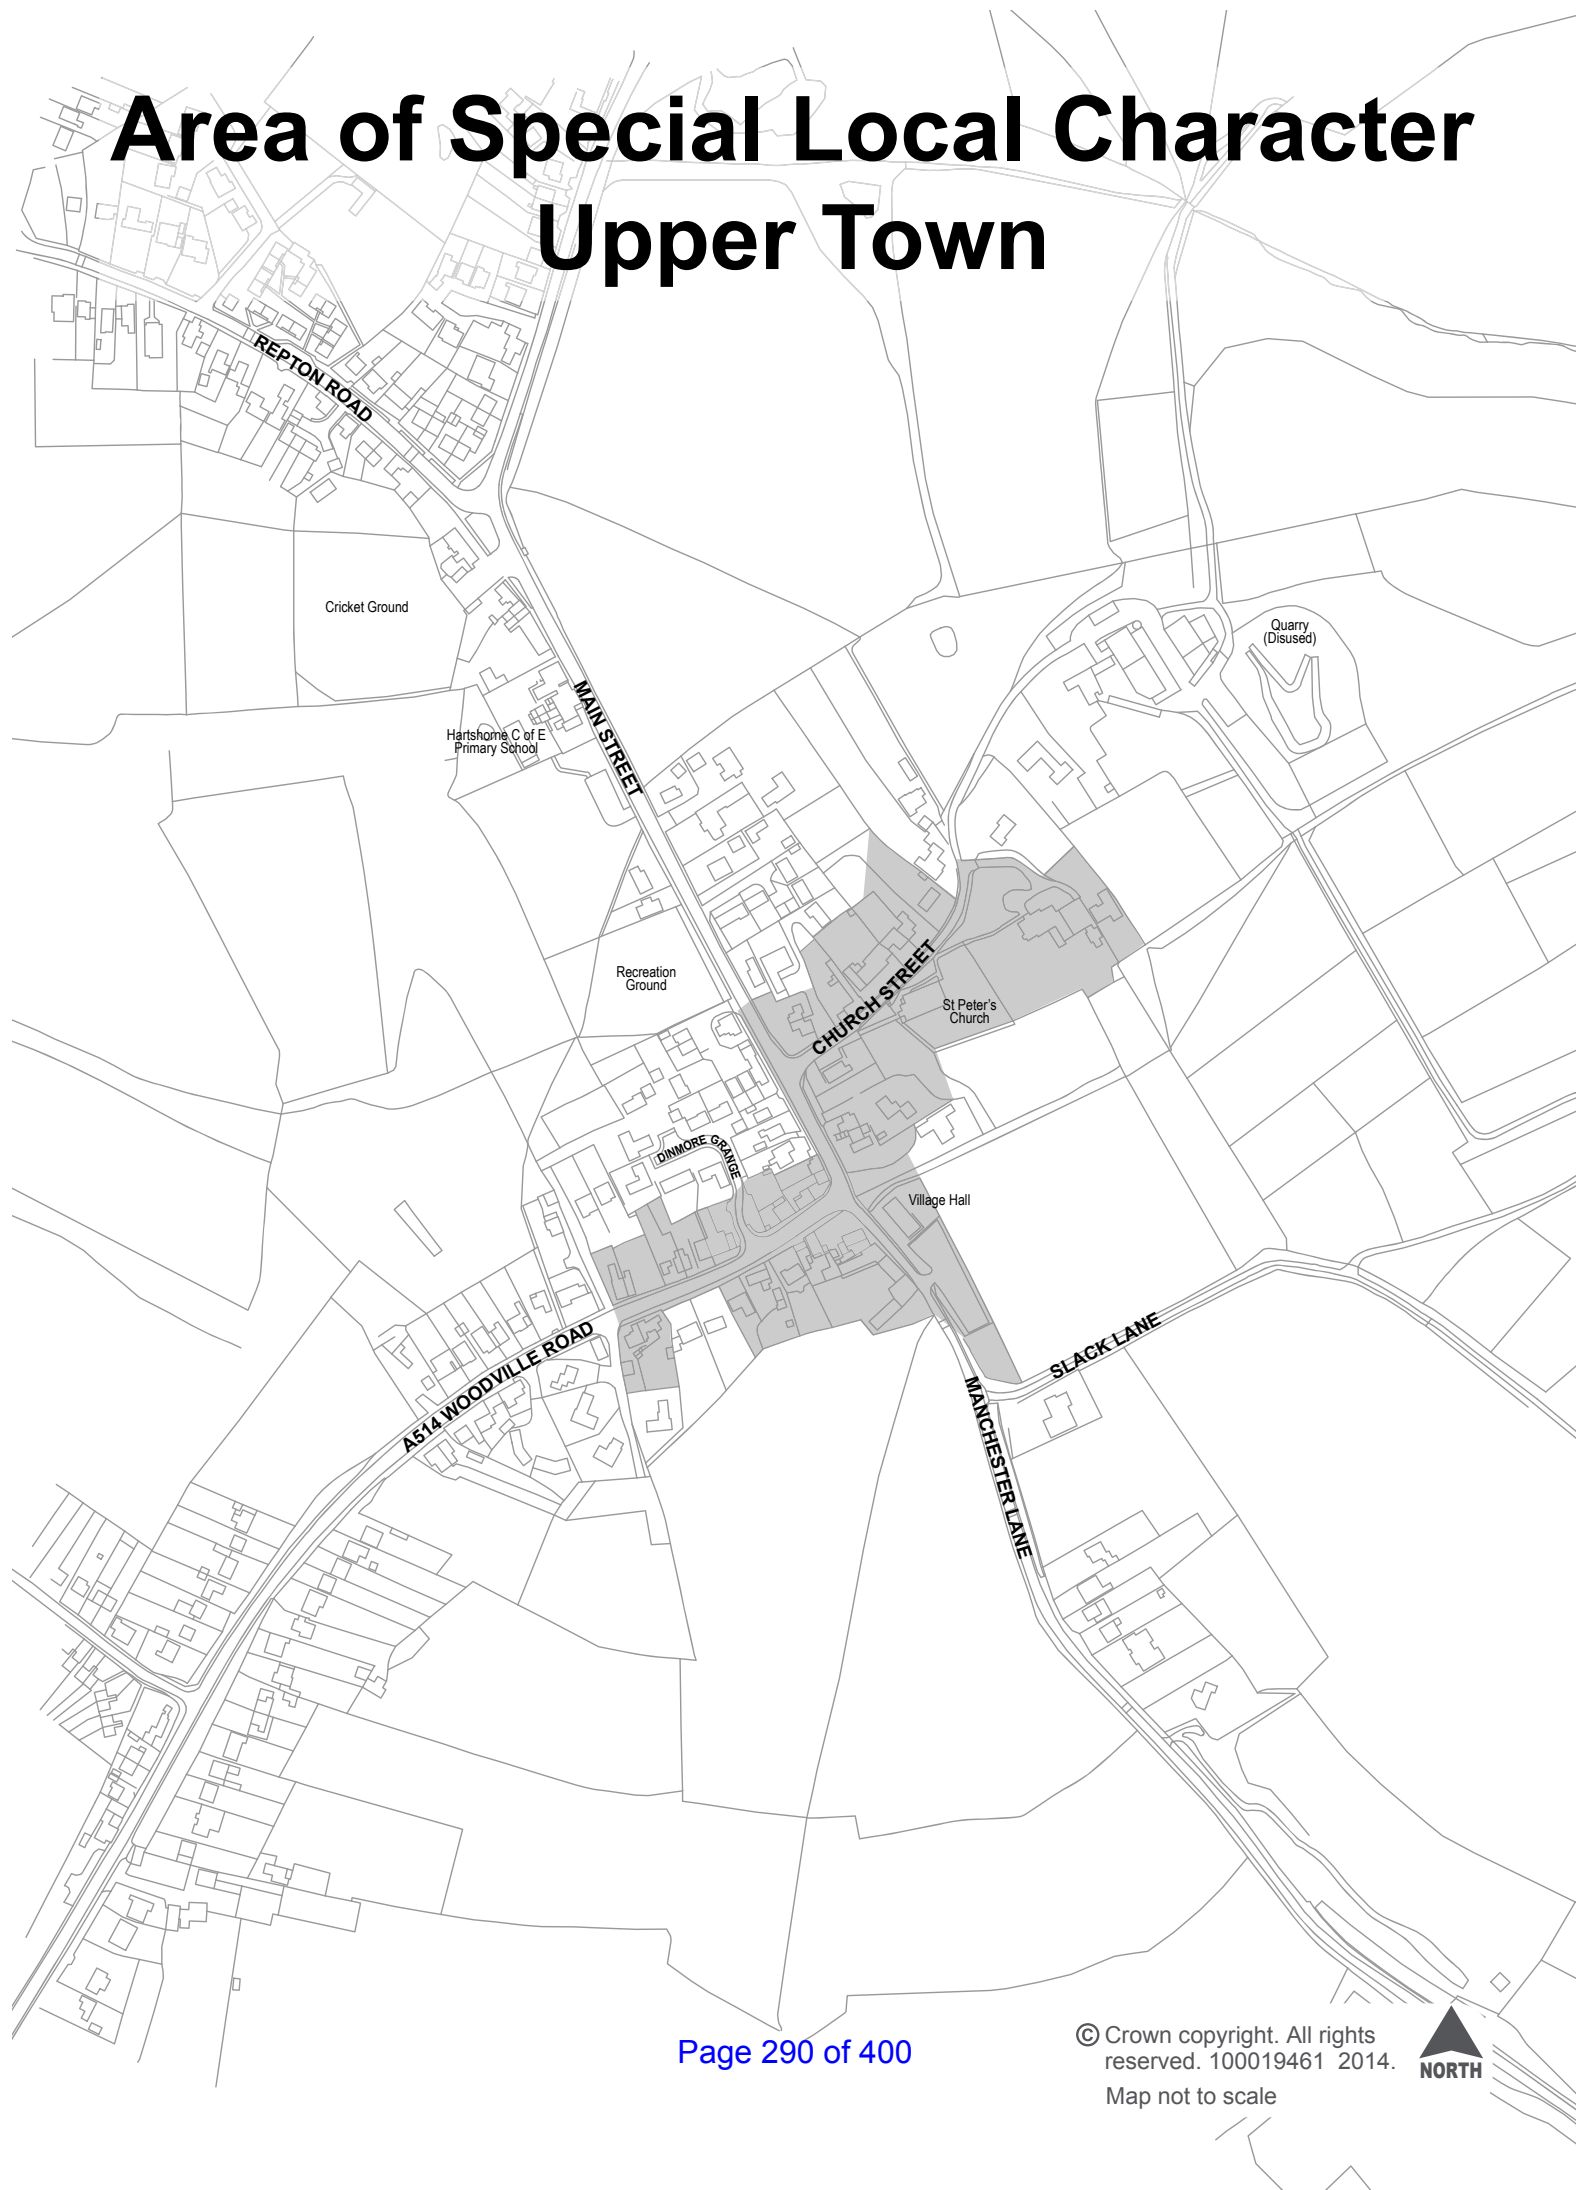 Area of Special Local Character
Upper Town
REPTON ROAD
Cricket Ground
Quarry
(Disused)
MAIN STREET
Hartshorne C of E
Primary School
Recreation
Ground
CHURCH STREET
St Peter's
Church
DINMORE GRANGE
Village Hall
A514 WOODVILLE ROAD
SLACK LANE
MANCHESTER LANE
Page 290 of 400
© Crown copyright. All rights
reserved. 100019461 2014.
Map not to scale
NORTH